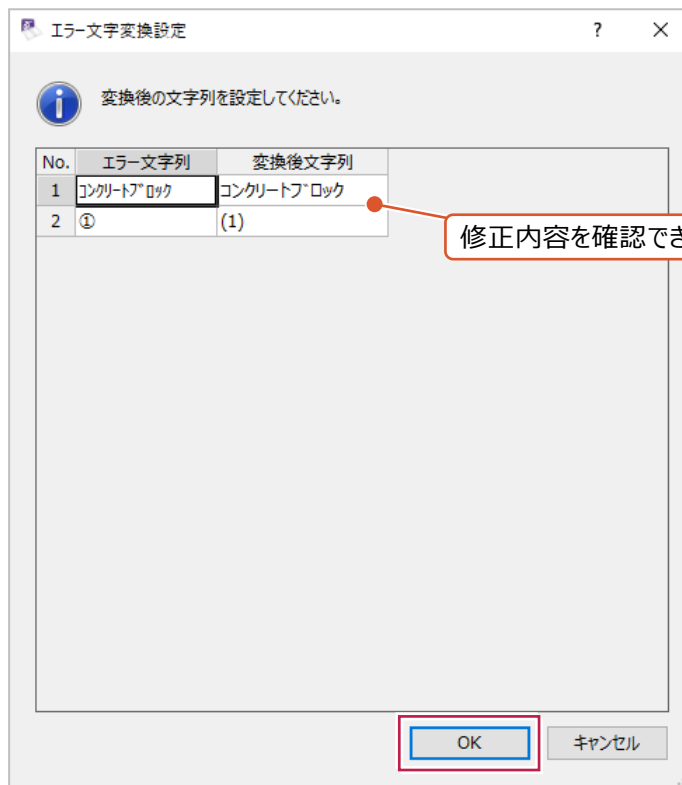 エラー文字変換設定 ? ×
変換後の文字列を設定してください。
No. エラー文字列 変換後文字列
1 ｺﾝｸﾘｰﾄﾌﾞﾛｯｸ コンクリートフ゛ロック
2 ① (1)
修正内容を確認でき
OK キャンセル